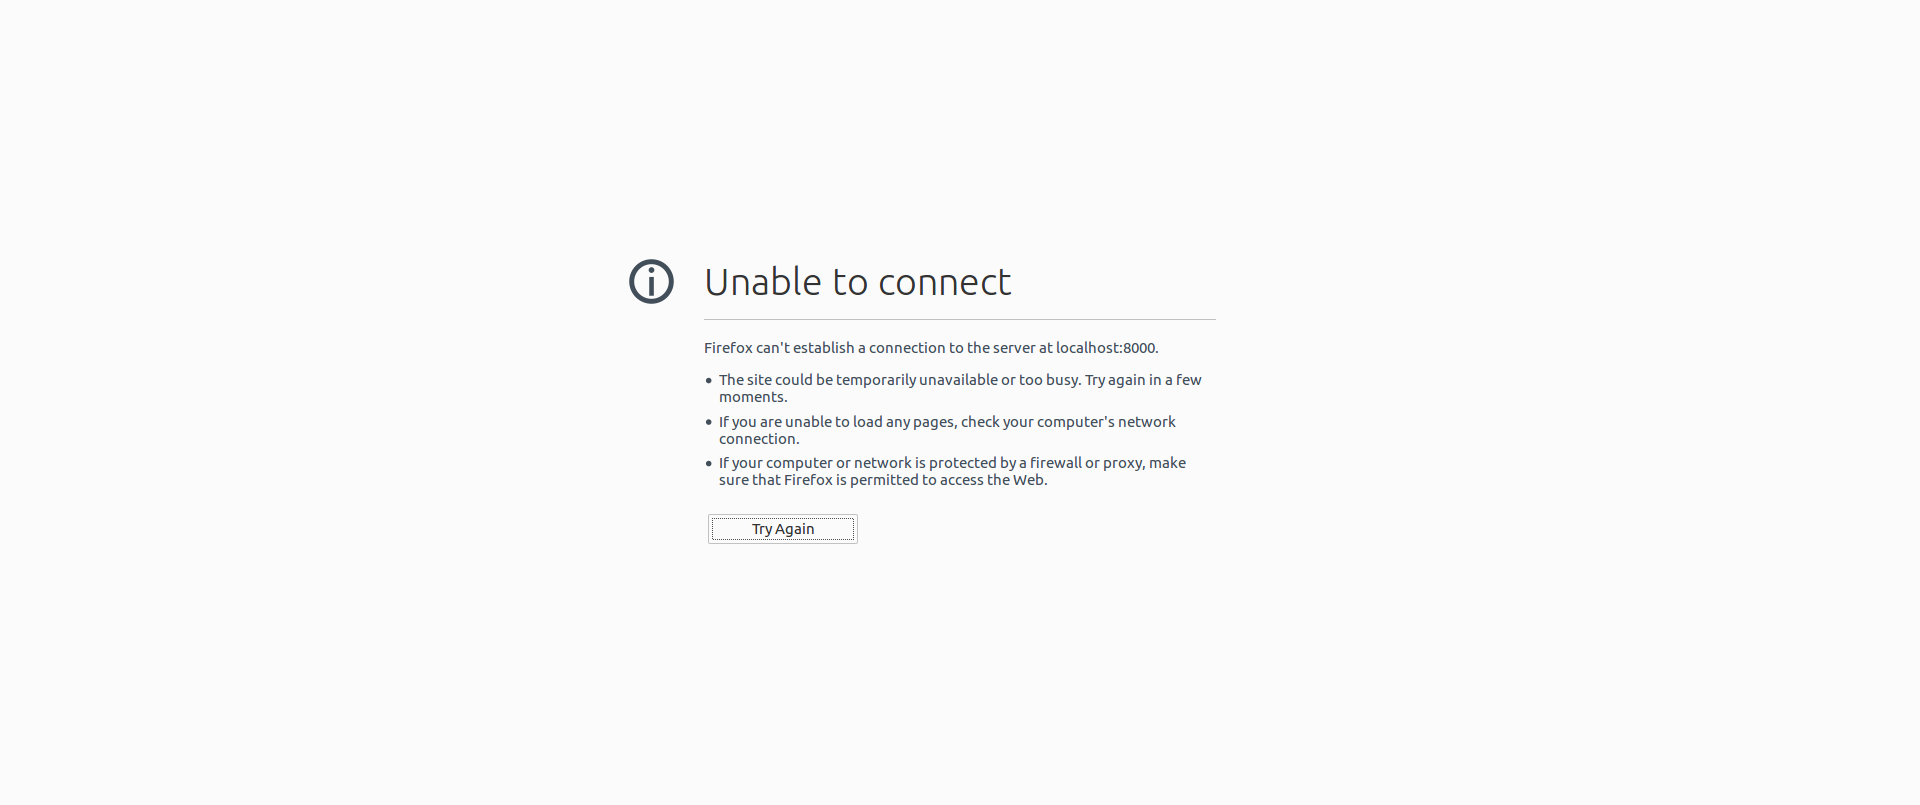 Unable to connect
Firefox can't establish a connection to the server at localhost:8000.
• The site could be temporarily unavailable or too busy. Try again in a few
moments.
• If you are unable to load any pages, check your computer's network
connection.
• If your computer or network is protected by a firewall or proxy, make
sure that Firefox is permitted to access the Web.
Try Again